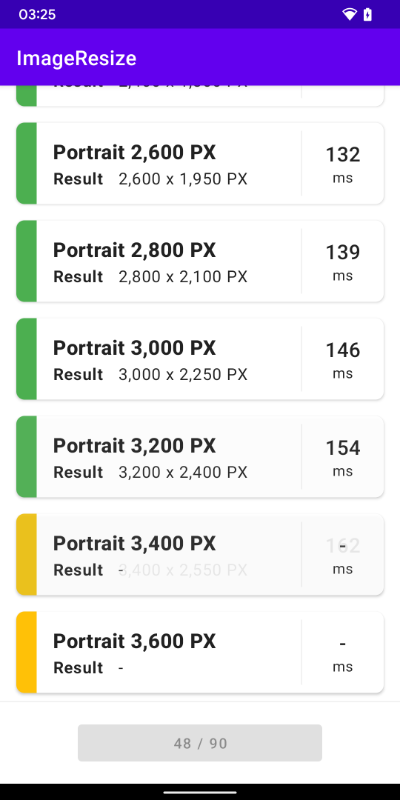 03:25
ImageResize
Portrait 2,600 PX
Result 2,600 x 1,950 PX
132
ms
Portrait 2,800 PX
Result 2,800 x 2,100 PX
139
ms
Portrait 3,000 PX
Result 3,000 x 2,250 PX
146
ms
Portrait 3,200 PX
Result 3,200 x 2,400 PX
154
ms
Portrait 3,400 PX
Result - 3,400 x 2,550 PX
162
-
ms
Portrait 3,600 PX
Result -
-
ms
48 / 90